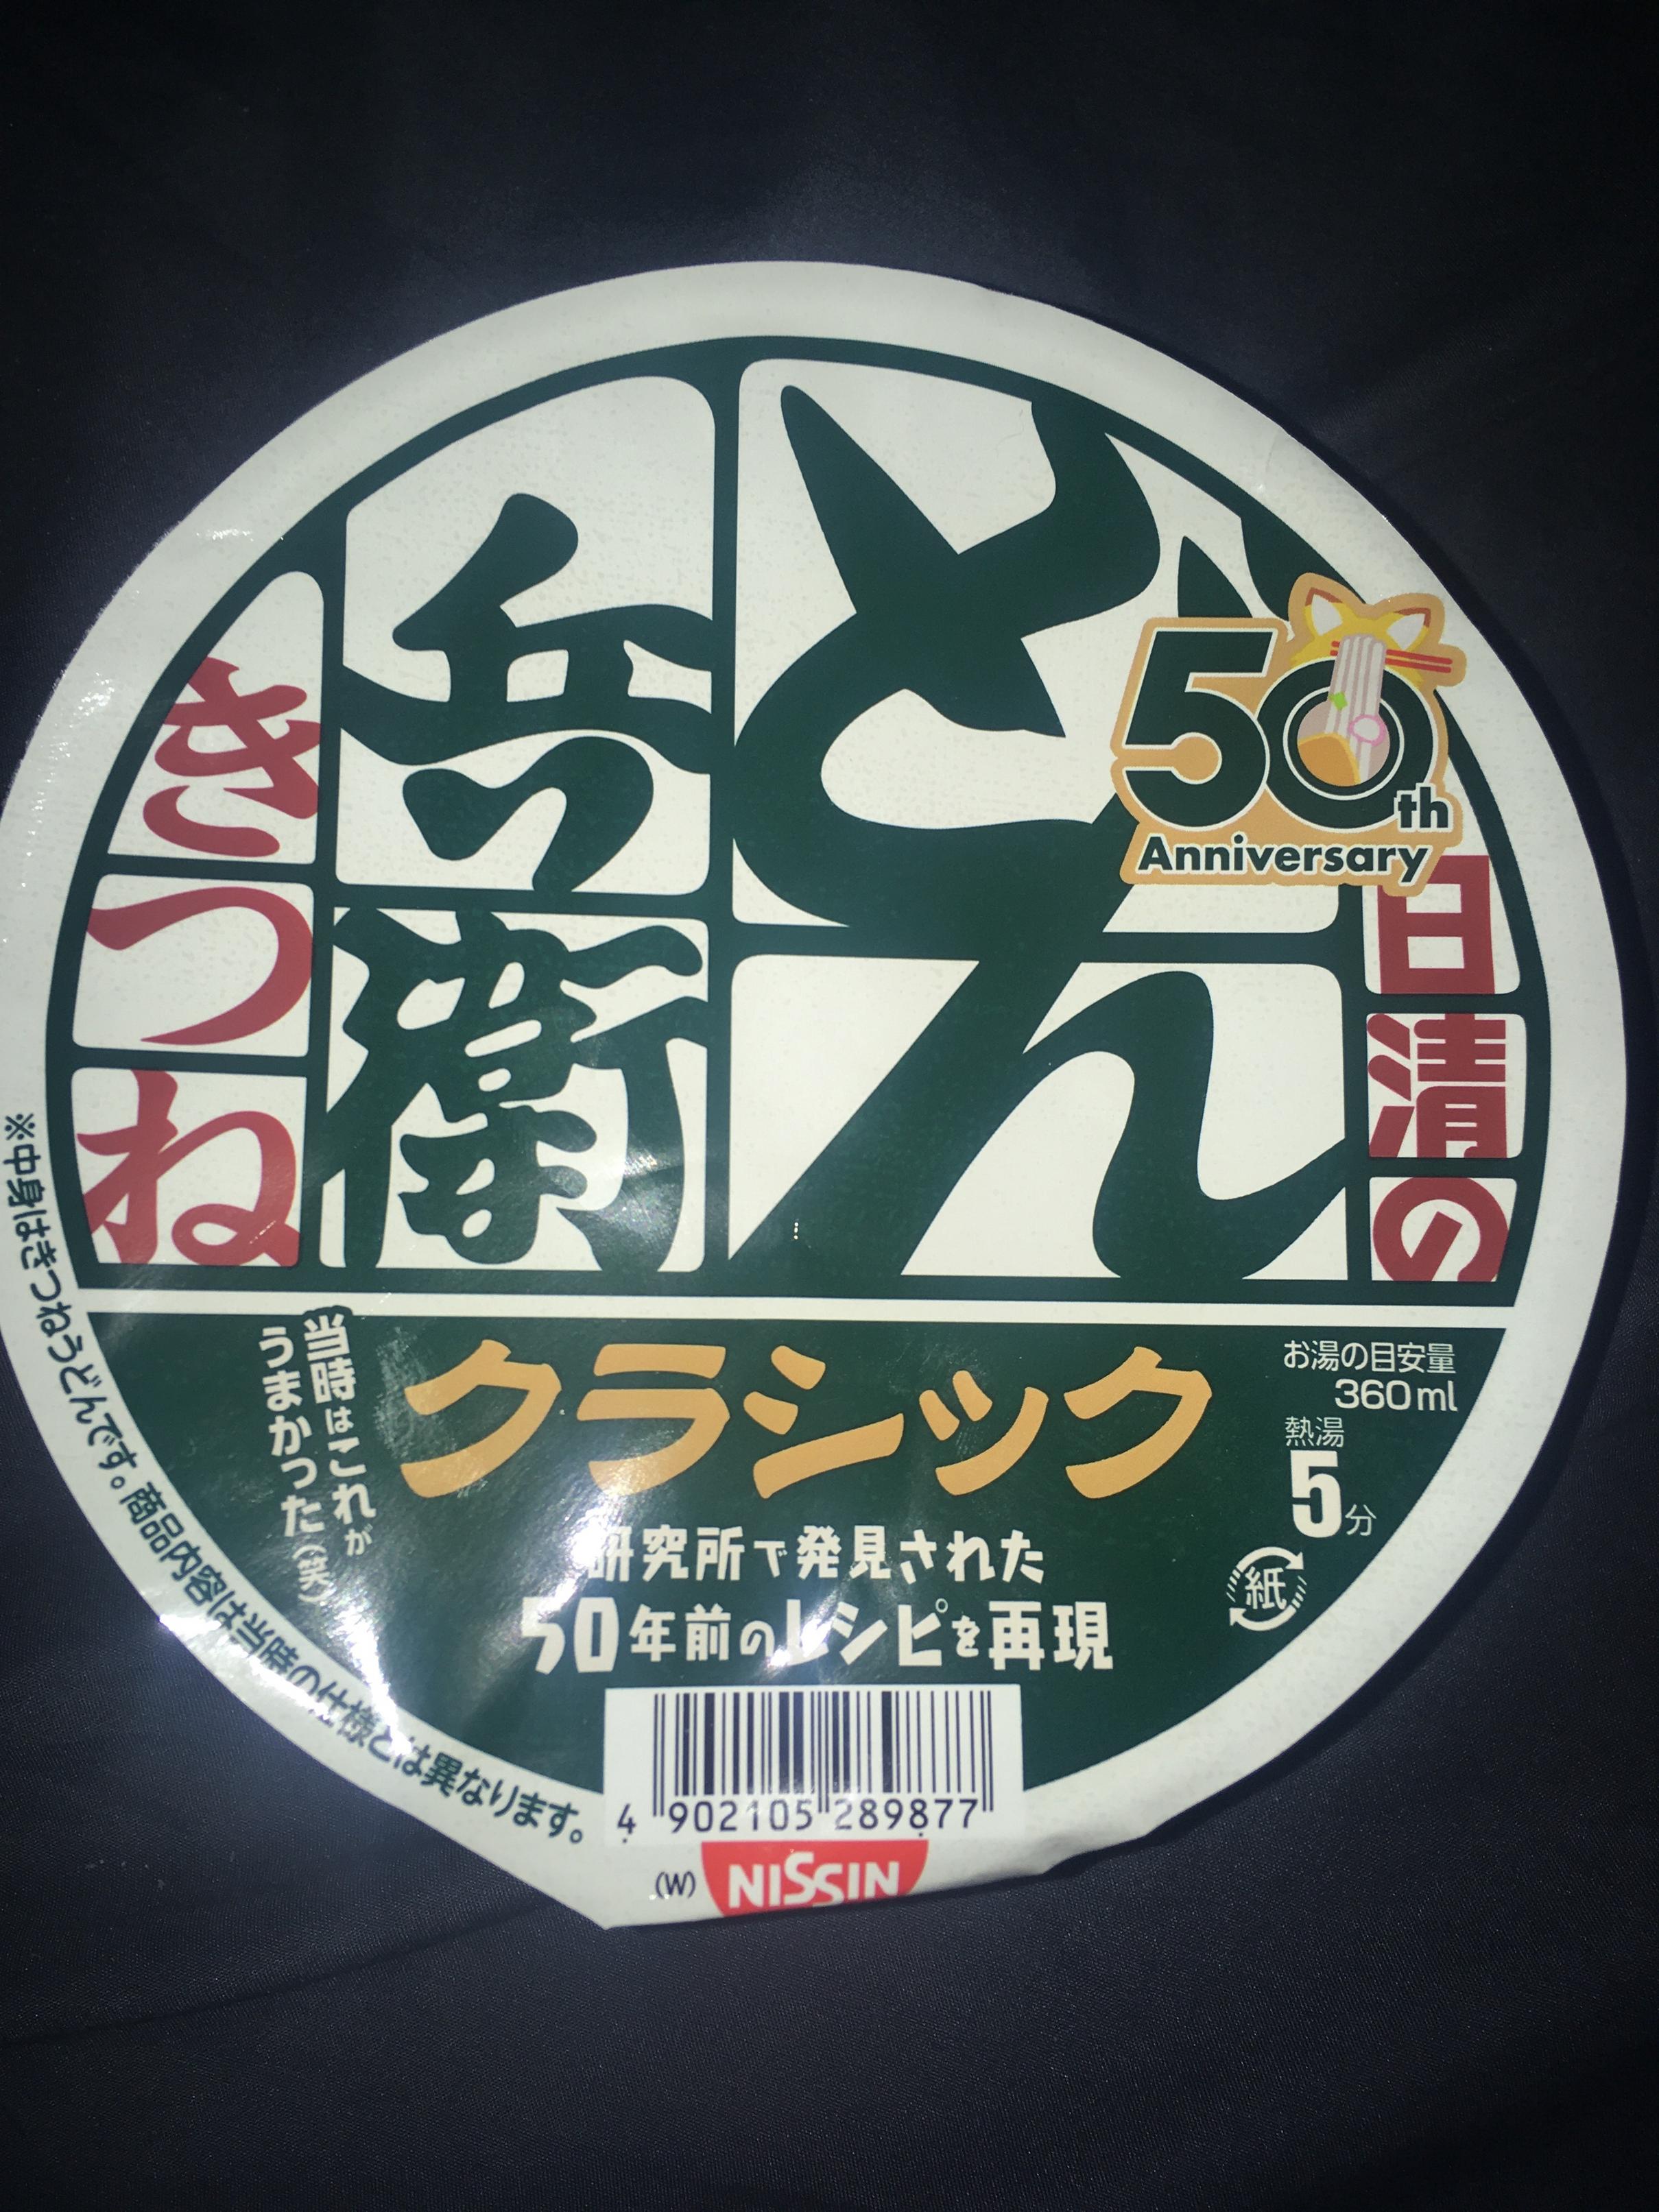 日清の
どん
兵衛
きつね
50th
Anniversary
クラシック
当時はこれが
うまかった(笑)
研究所で発見された
50年前のレシピを再現
お湯の目安量
360ml
熱湯
5分
紙
※中身はきつねうどんです。商品内容は当時の仕様とは異なります。
4 902105 289877
(W) NISSIN